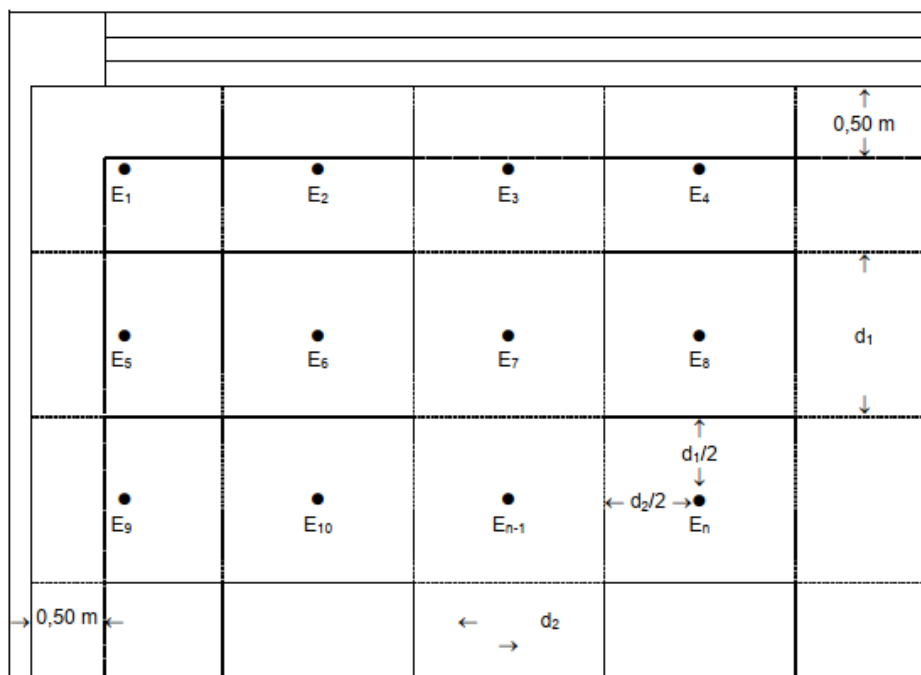 0,50 m
E₁ E₂ E₃ E₄
E₅ E₆ E₇ E₈
d₁
d₁/2
d₂/2
E₉ E₁₀ Eₙ₋₁ Eₙ
0,50 m
d₂